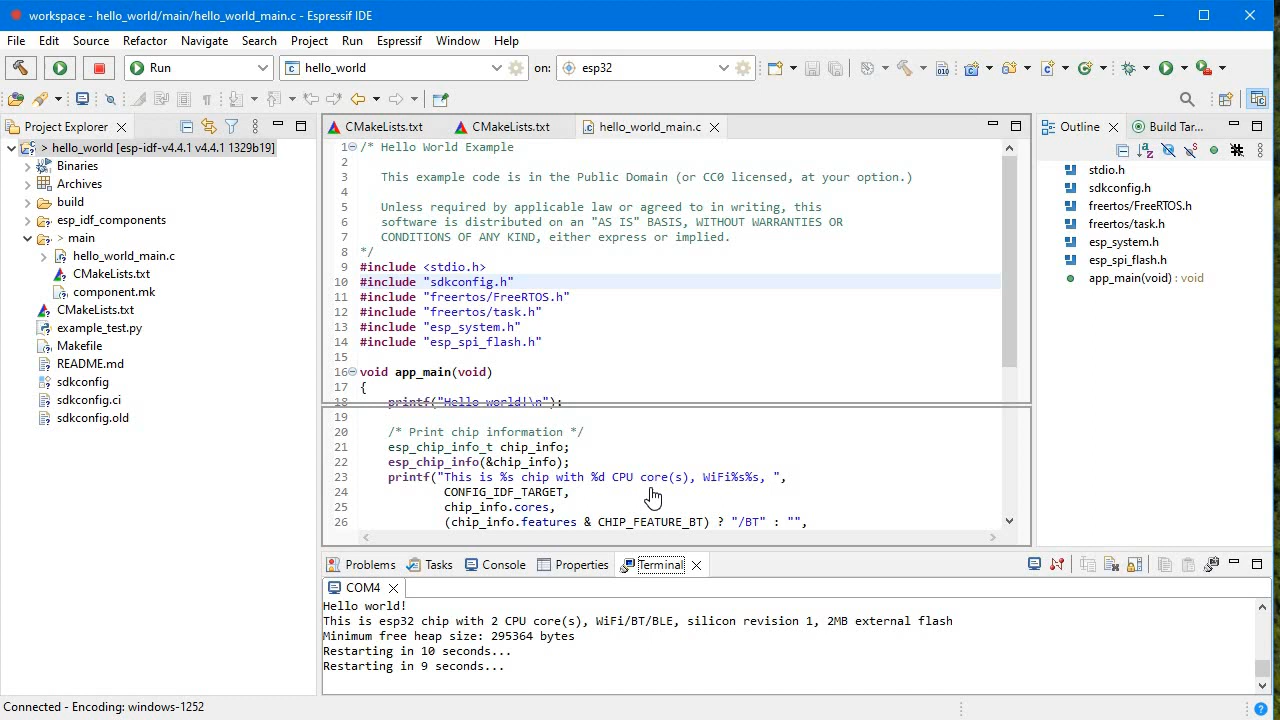 workspace - hello_world/main/hello_world_main.c - Espressif IDE
File Edit Source Refactor Navigate Search Project Run Espressif Window Help
Run hello_world on: esp32
Project Explorer
> hello_world [esp-idf-v4.4.1 v4.4.1 1329b19]
Binaries
Archives
build
esp_idf_components
> main
hello_world_main.c
CMakeLists.txt
component.mk
CMakeLists.txt
example_test.py
Makefile
README.md
sdkconfig
sdkconfig.ci
sdkconfig.old
CMakeLists.txt CMakeLists.txt hello_world_main.c
1 /* Hello World Example
2
3 This example code is in the Public Domain (or CC0 licensed, at your option.)
4
5 Unless required by applicable law or agreed to in writing, this
6 software is distributed on an "AS IS" BASIS, WITHOUT WARRANTIES OR
7 CONDITIONS OF ANY KIND, either express or implied.
8 */
9 #include <stdio.h>
10 #include "sdkconfig.h"
11 #include "freertos/FreeRTOS.h"
12 #include "freertos/task.h"
13 #include "esp_system.h"
14 #include "esp_spi_flash.h"
15
16 void app_main(void)
17 {
18 printf("Hello world!\n");
19
20 /* Print chip information */
21 esp_chip_info_t chip_info;
22 esp_chip_info(&chip_info);
23 printf("This is %s chip with %d CPU core(s), WiFi%s%s, ",
24 CONFIG_IDF_TARGET,
25 chip_info.cores,
26 (chip_info.features & CHIP_FEATURE_BT) ? "/BT" : "",
Outline Build Tar...
stdio.h
sdkconfig.h
freertos/FreeRTOS.h
freertos/task.h
esp_system.h
esp_spi_flash.h
app_main(void) : void
Problems Tasks Console Properties Terminal
COM4
Hello world!
This is esp32 chip with 2 CPU core(s), WiFi/BT/BLE, silicon revision 1, 2MB external flash
Minimum free heap size: 295364 bytes
Restarting in 10 seconds...
Restarting in 9 seconds...
Connected - Encoding: windows-1252